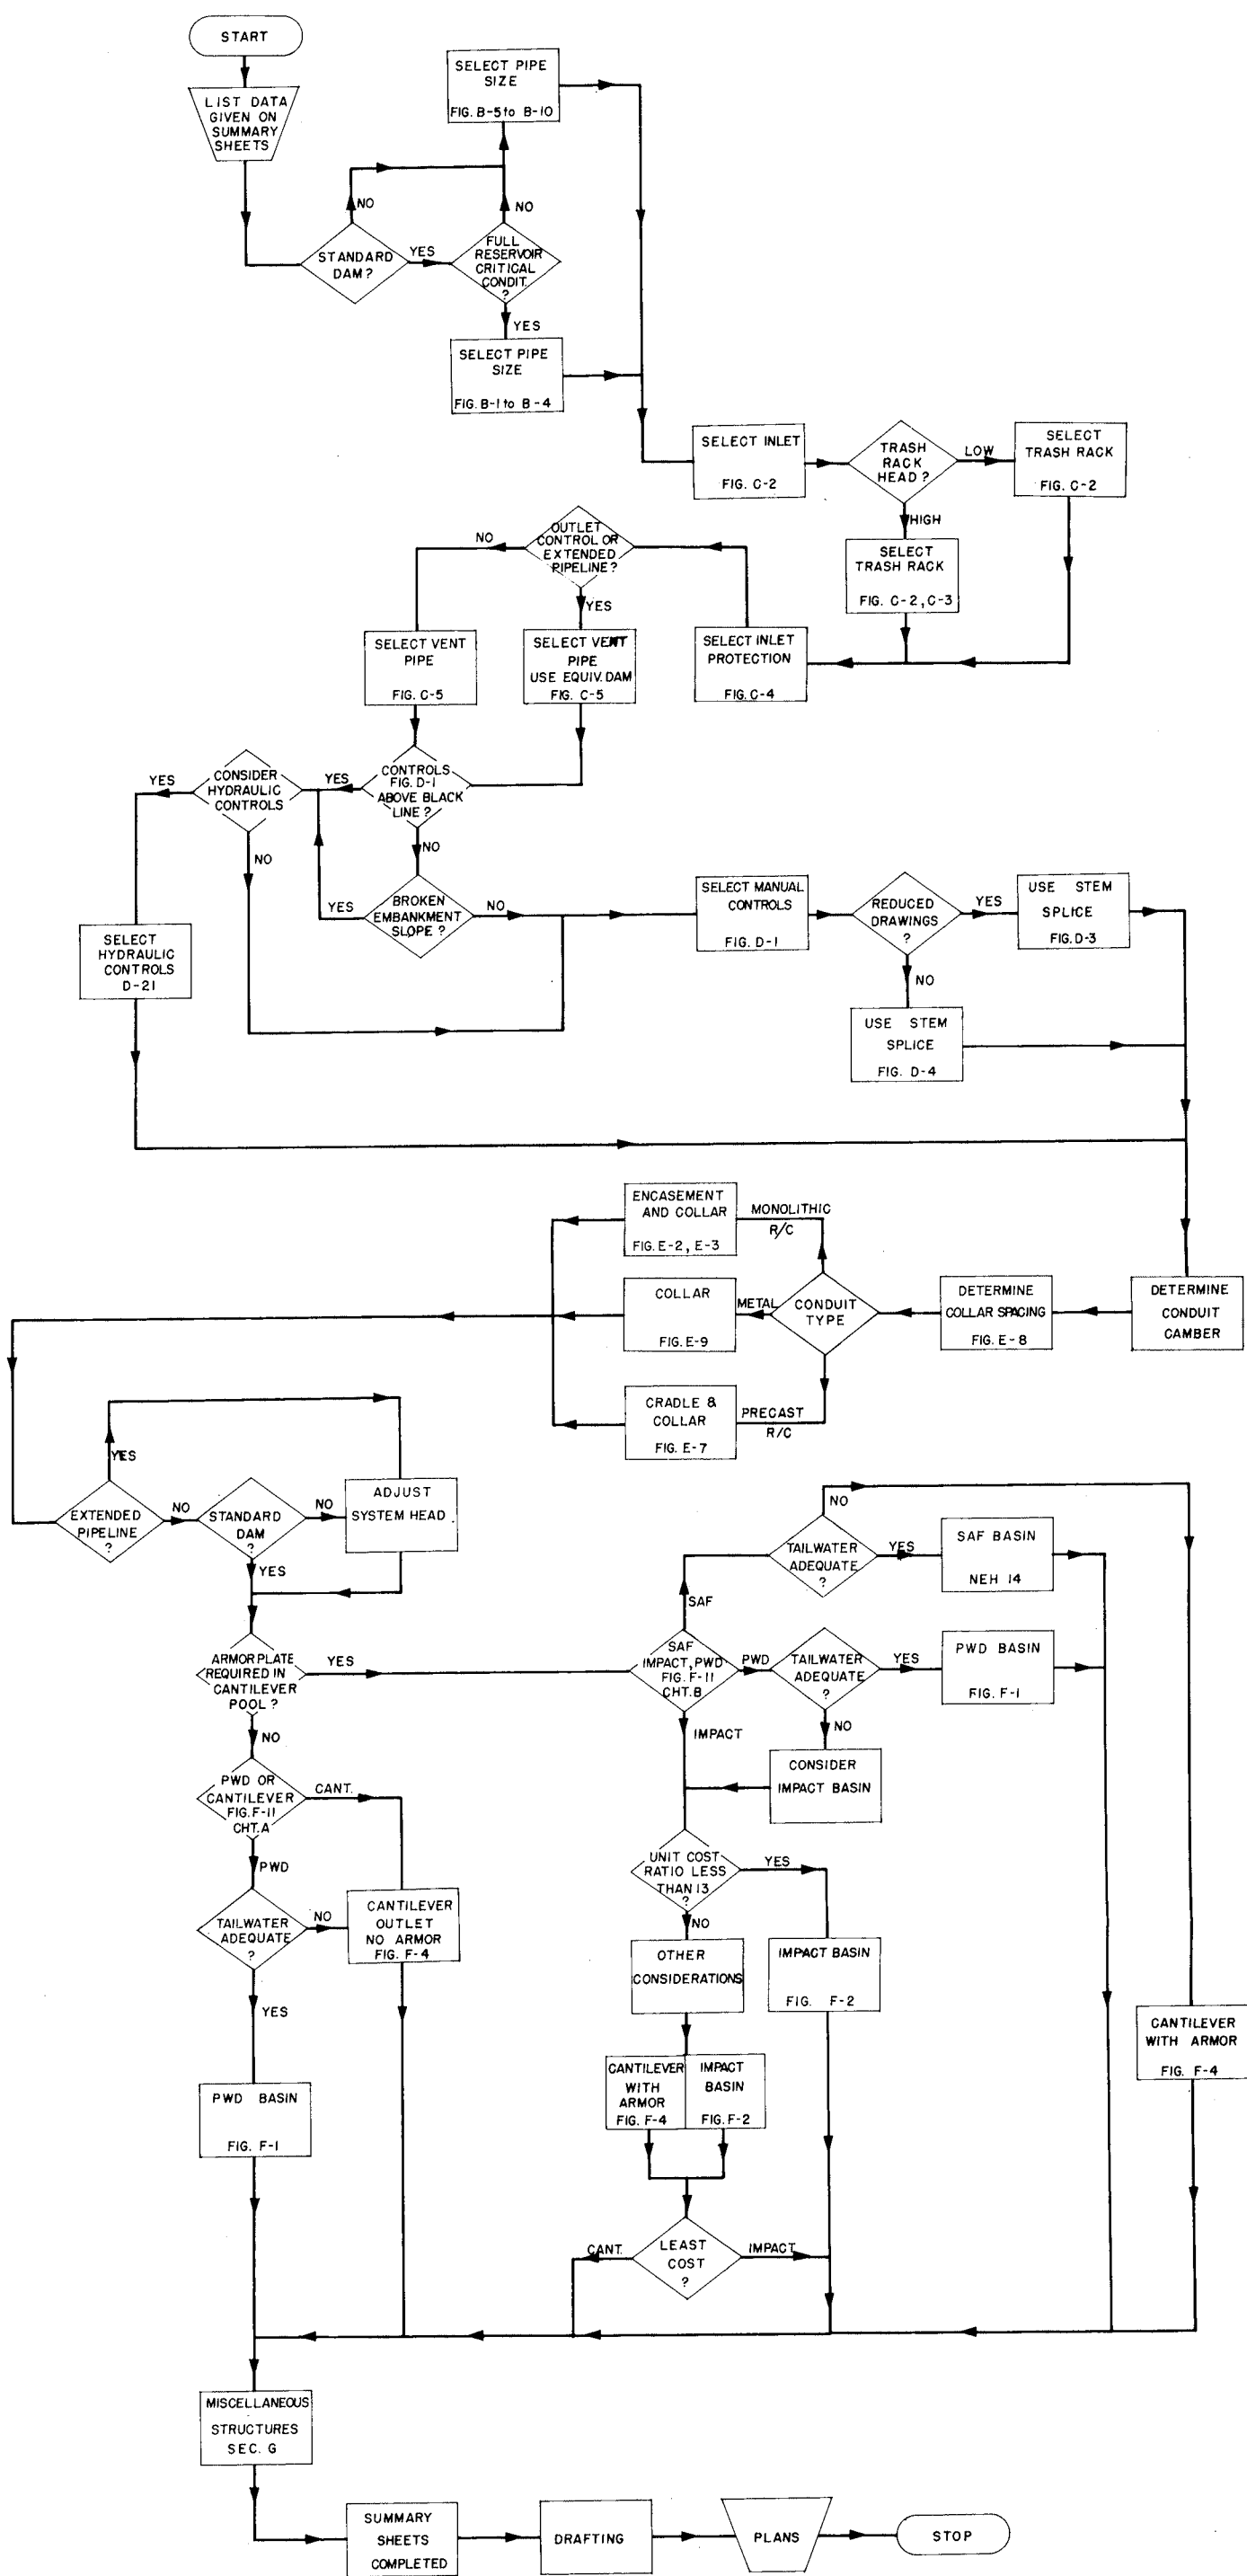 START
LIST DATA
GIVEN ON
SUMMARY
SHEETS
SELECT PIPE
SIZE
FIG. B-5 to B-10
NO
NO
STANDARD
DAM?
YES
FULL
RESERVOIR
CRITICAL
CONDIT.
?
YES
SELECT PIPE
SIZE
FIG. B-1 to B-4
SELECT INLET
FIG. C-2
TRASH
RACK
HEAD?
LOW
SELECT
TRASH RACK
FIG. C-2
HIGH
SELECT
TRASH RACK
FIG. C-2, C-3
OUTLET
CONTROL OR
EXTENDED
PIPELINE?
NO
YES
SELECT VENT
PIPE
FIG. C-5
SELECT VENT
PIPE
USE EQUIV. DAM
FIG. C-5
SELECT INLET
PROTECTION
FIG. C-4
YES
CONSIDER
HYDRAULIC
CONTROLS
YES
CONTROLS
FIG. D-1
ABOVE BLACK
LINE?
NO
NO
YES
BROKEN
EMBANKMENT
SLOPE?
NO
SELECT MANUAL
CONTROLS
FIG. D-1
REDUCED
DRAWINGS
?
YES
USE STEM
SPLICE
FIG. D-3
SELECT
HYDRAULIC
CONTROLS
D-21
NO
USE STEM
SPLICE
FIG. D-4
ENCASEMENT
AND COLLAR
FIG. E-2, E-3
MONOLITHIC
R/C
COLLAR
FIG. E-9
METAL
CONDUIT
TYPE
DETERMINE
COLLAR SPACING
FIG. E-8
DETERMINE
CONDUIT
CAMBER
CRADLE &
COLLAR
FIG. E-7
PRECAST
R/C
YES
EXTENDED
PIPELINE
?
NO
STANDARD
DAM
?
NO
ADJUST
SYSTEM HEAD
YES
NO
TAILWATER
ADEQUATE
?
YES
SAF BASIN
NEH 14
SAF
ARMOR PLATE
REQUIRED IN
CANTILEVER
POOL?
YES
SAF
IMPACT, PWD
FIG. F-11
CHT. B
PWD
TAILWATER
ADEQUATE
?
YES
PWD BASIN
FIG. F-1
NO
IMPACT
NO
CONSIDER
IMPACT BASIN
PWD OR
CANTILEVER
FIG. F-11
CHT. A
CANT.
PWD
UNIT COST
RATIO LESS
THAN 13
?
YES
TAILWATER
ADEQUATE
?
NO
CANTILEVER
OUTLET
NO ARMOR
FIG. F-4
NO
OTHER
CONSIDERATIONS
IMPACT BASIN
FIG. F-2
YES
CANTILEVER
WITH ARMOR
FIG. F-4
PWD BASIN
FIG. F-1
CANTILEVER
WITH
ARMOR
FIG. F-4
IMPACT
BASIN
FIG. F-2
CANT.
LEAST
COST
?
IMPACT
MISCELLANEOUS
STRUCTURES
SEC. G
SUMMARY
SHEETS
COMPLETED
DRAFTING
PLANS
STOP